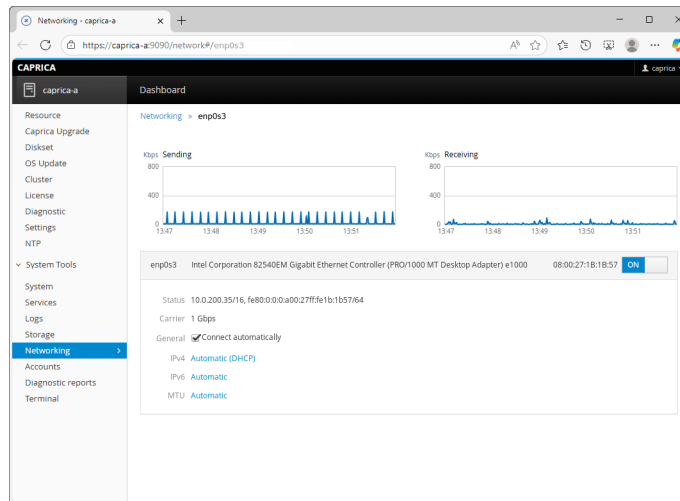 Networking - caprica-a
https://caprica-a:9090/network#/enp0s3
CAPRICA
caprica
caprica-a
Dashboard
Resource
Caprica Upgrade
Diskset
OS Update
Cluster
License
Diagnostic
Settings
NTP
System Tools
System
Services
Logs
Storage
Networking
Accounts
Diagnostic reports
Terminal
Networking » enp0s3
Kbps Sending
800
400
0
13:47 13:48 13:49 13:50 13:51
Kbps Receiving
800
400
0
13:47 13:48 13:49 13:50 13:51
enp0s3 Intel Corporation 82540EM Gigabit Ethernet Controller (PRO/1000 MT Desktop Adapter) e1000 08:00:27:1B:1B:57 ON
Status 10.0.200.35/16, fe80:0:0:0:a00:27ff:fe1b:1b57/64
Carrier 1 Gbps
General Connect automatically
IPv4 Automatic (DHCP)
IPv6 Automatic
MTU Automatic